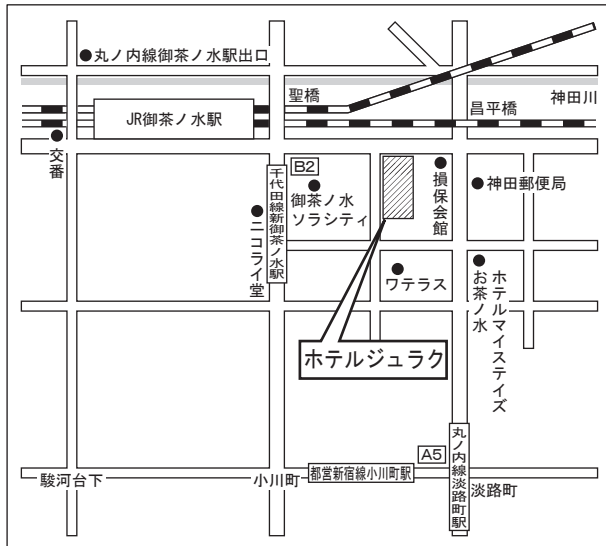 丸ノ内線御茶ノ水駅出口
聖橋
神田川
JR御茶ノ水駅
昌平橋
交番
B2
千代田線新御茶ノ水駅
御茶ノ水
ソラシティ
損保会館
神田郵便局
ニコライ堂
ワテラス
ホテルマイステイズ
お茶ノ水
ホテルジュラク
A5
丸ノ内線淡路町駅
駿河台下
小川町
都営新宿線小川町駅
淡路町